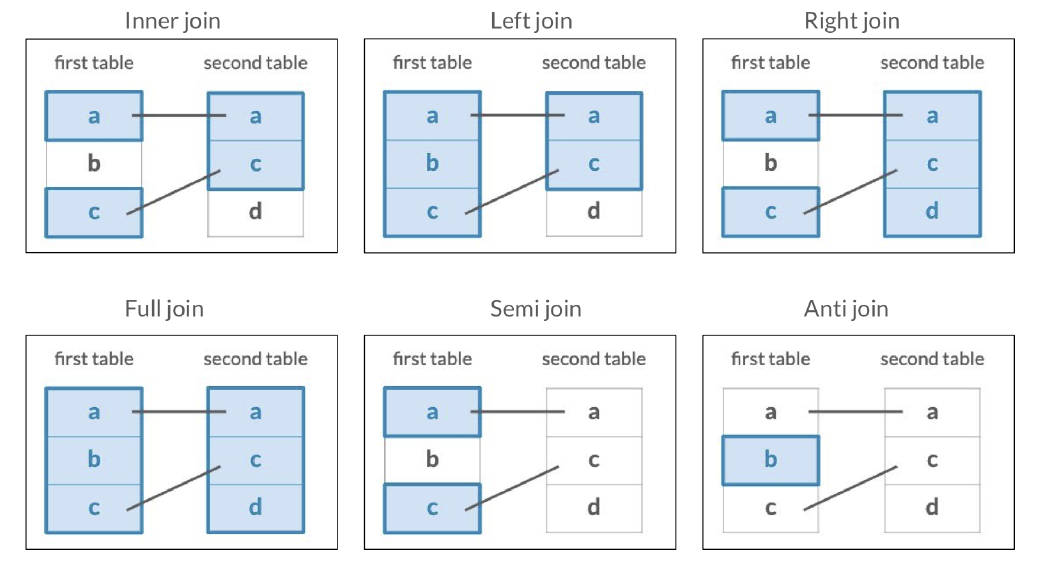 Inner join
first table second table
a a
b c
c d
Left join
first table second table
a a
b c
c d
Right join
first table second table
a a
b c
c d
Full join
first table second table
a a
b c
c d
Semi join
first table second table
a a
b c
c d
Anti join
first table second table
a a
b c
c d